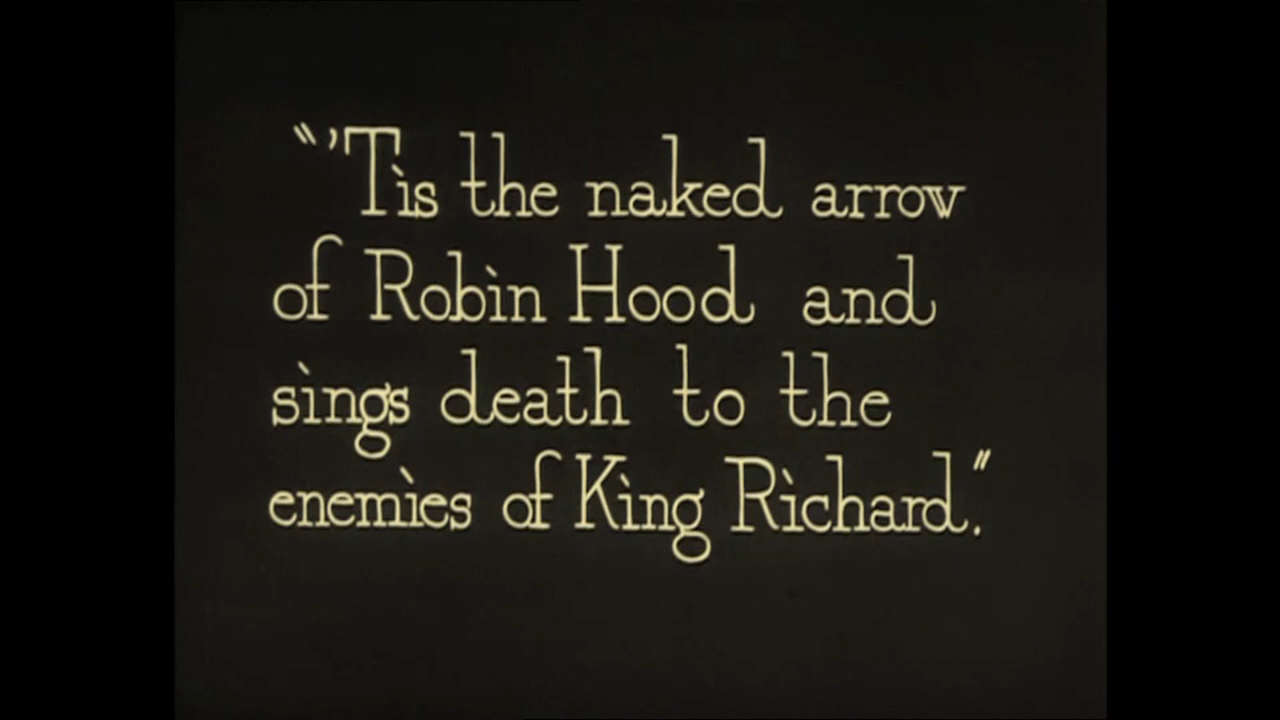 "'Tis the naked arrow
of Robin Hood and
sings death to the
enemies of King Richard."